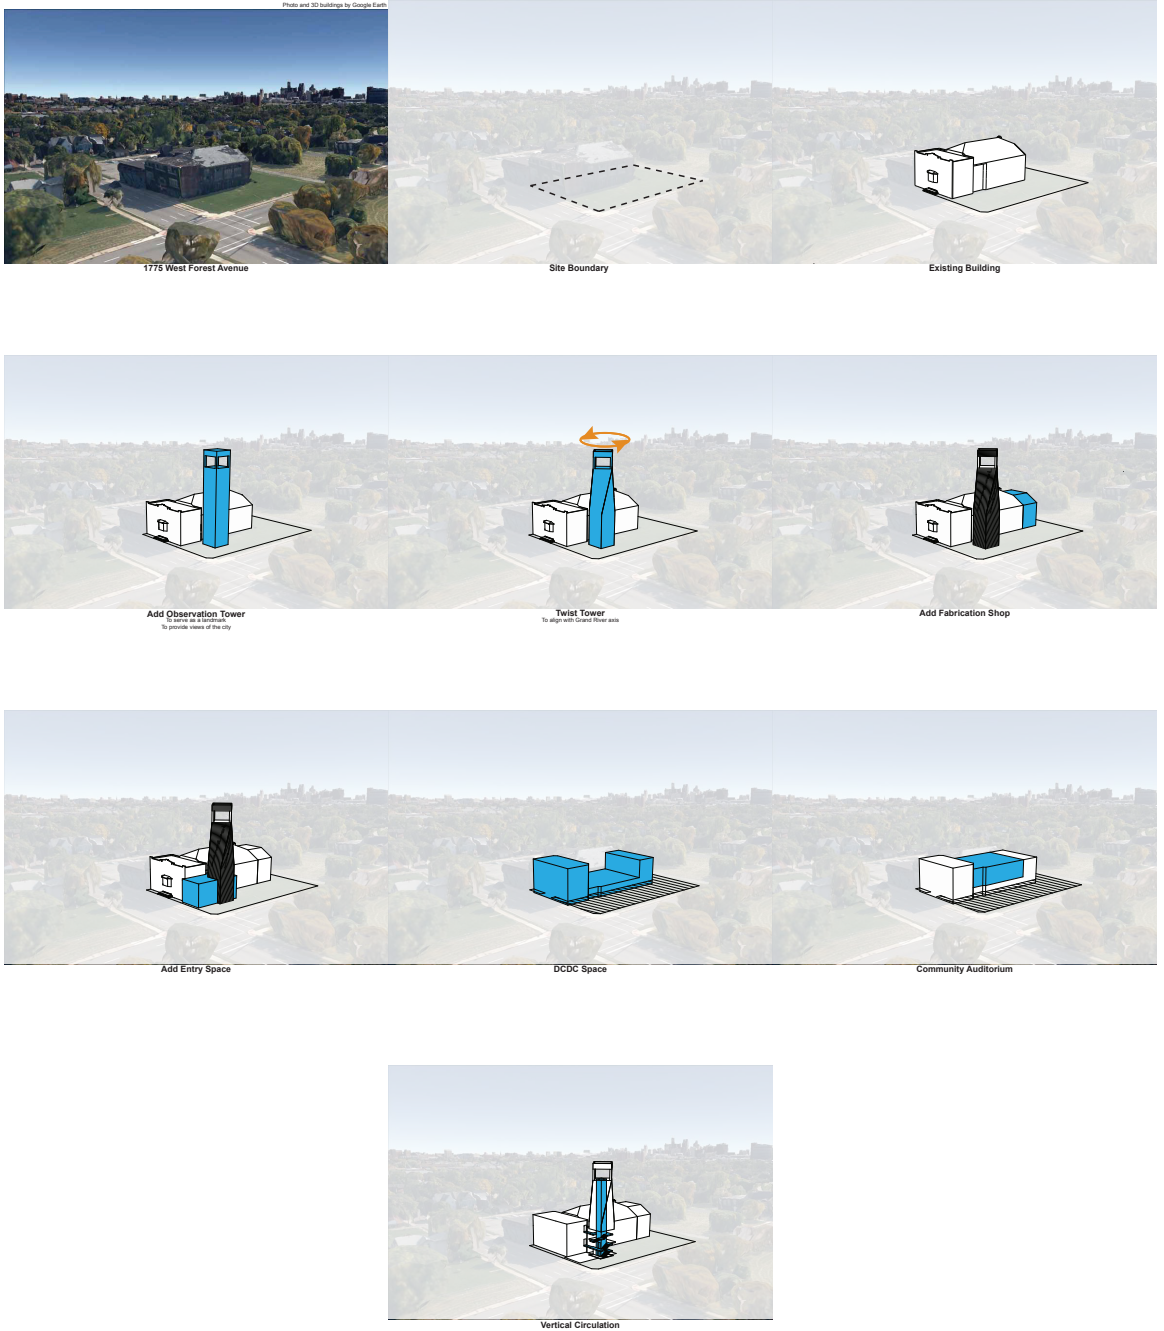 Photo and 3D buildings by Google Earth
1775 West Forest Avenue
Site Boundary
Existing Building
Add Observation Tower
To serve as a landmark
To provide views of the city
Twist Tower
To align with Grand River axis
Add Fabrication Shop
Add Entry Space
DCDC Space
Community Auditorium
Vertical Circulation